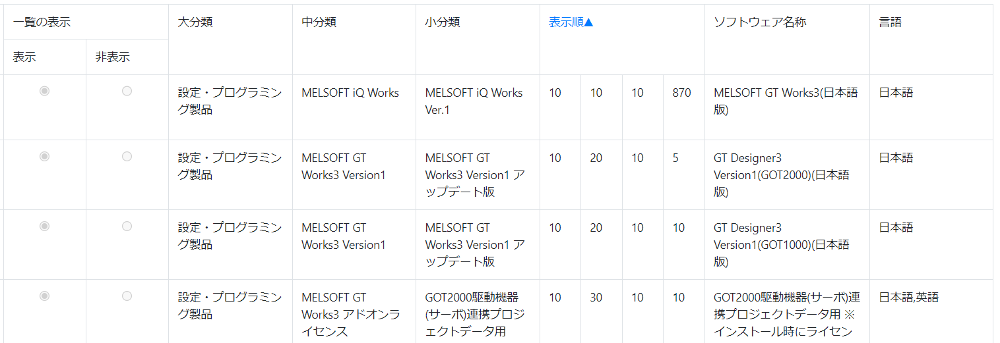 一覧の表示
大分類
中分類
小分類
表示順▲
ソフトウェア名称
言語
表示
非表示
設定・プログラミン
グ製品
MELSOFT iQ Works
MELSOFT iQ Works
Ver.1
10
10
10
870
MELSOFT GT Works3(日本語
版)
日本語
設定・プログラミン
グ製品
MELSOFT GT
Works3 Version1
MELSOFT GT
Works3 Version1 ア
ップデート版
10
20
10
5
GT Designer3
Version1(GOT2000)(日本語
版)
日本語
設定・プログラミン
グ製品
MELSOFT GT
Works3 Version1
MELSOFT GT
Works3 Version1 ア
ップデート版
10
20
10
10
GT Designer3
Version1(GOT1000)(日本語
版)
日本語
設定・プログラミン
グ製品
MELSOFT GT
Works3 アドオンラ
イセンス
GOT2000駆動機器
(サーボ)連携プロジ
ェクトデータ用
10
30
10
10
GOT2000駆動機器(サーボ)連
携プロジェクトデータ用 ※
インストール時にライセン
日本語,英語